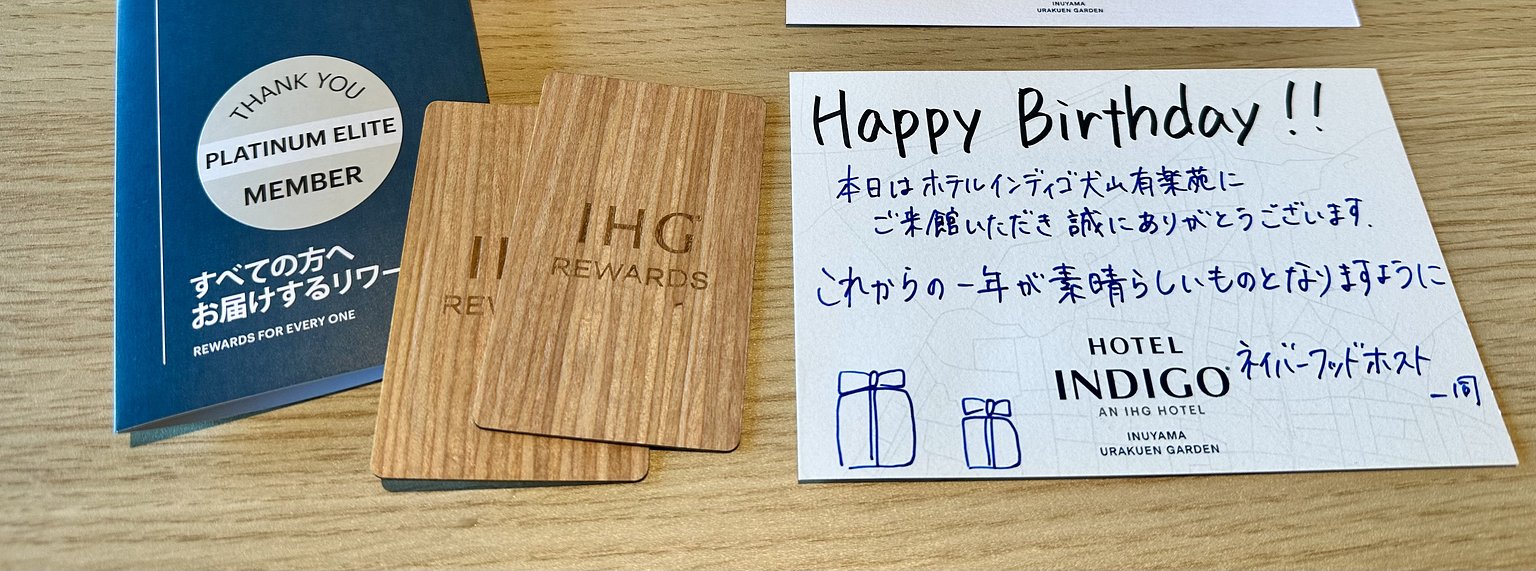 INUYAMA
URAKUEN GARDEN
THANK YOU
PLATINUM ELITE
MEMBER
すべての方へ
お届けするリワー
REWARDS FOR EVERY ONE
IHG
REWARDS
Happy Birthday!!
本日はホテルインディゴ犬山有楽苑に
ご来館いただき誠にありがとうございます.
これからの一年が素晴らしいものとなりますように
HOTEL
INDIGO
AN IHG HOTEL
INUYAMA
URAKUEN GARDEN
ネイバーフッドホスト
一同